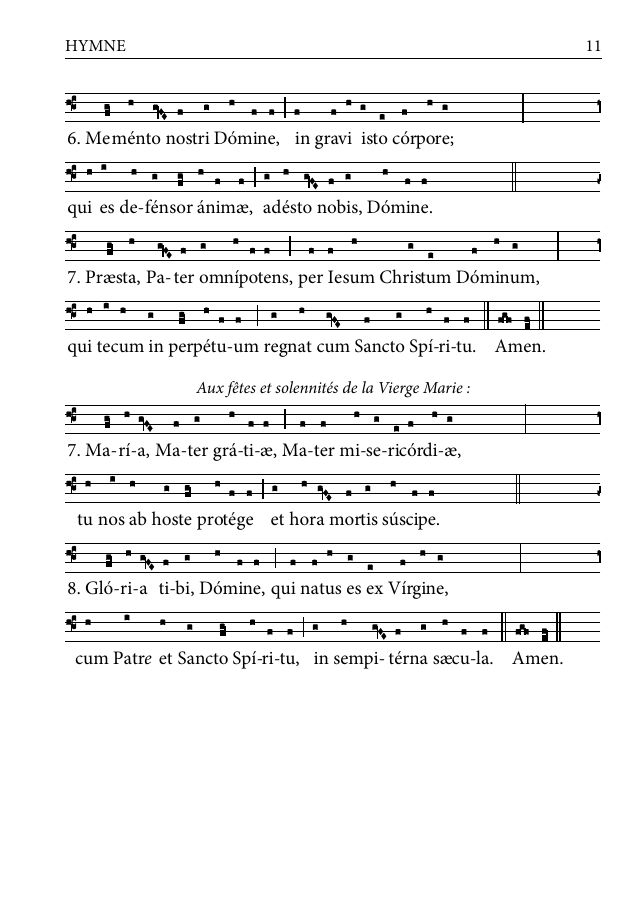 HYMNE 11
6. Meménto nostri Dómine, in gravi isto córpore;
qui es de-fénsor ánimæ, adésto nobis, Dómine.
7. Præsta, Pa-ter omnípotens, per Iesum Christum Dóminum,
qui tecum in perpétu-um regnat cum Sancto Spí-ri-tu. Amen.
Aux fêtes et solennités de la Vierge Marie :
7. Ma-rí-a, Ma-ter grá-ti-æ, Ma-ter mi-se-ricórdi-æ,
tu nos ab hoste protége et hora mortis súscipe.
8. Gló-ri-a ti-bi, Dómine, qui natus es ex Vírgine,
cum Patre et Sancto Spí-ri-tu, in sempi-térna sæcu-la. Amen.